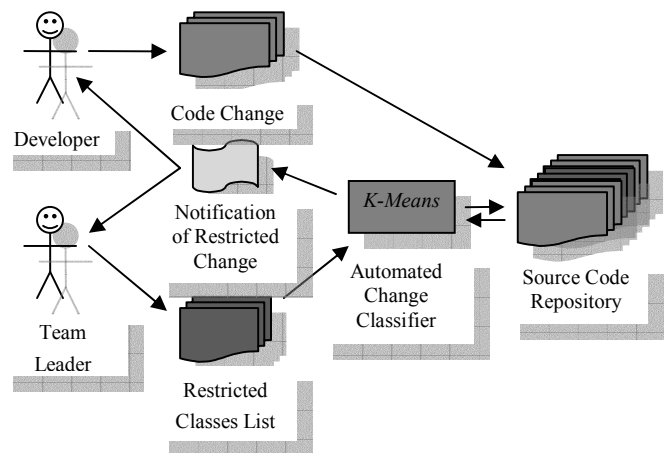 Code Change
Developer
K-Means
Notification
of Restricted
Change
Automated
Change
Classifier
Source Code
Repository
Team
Leader
Restricted
Classes List